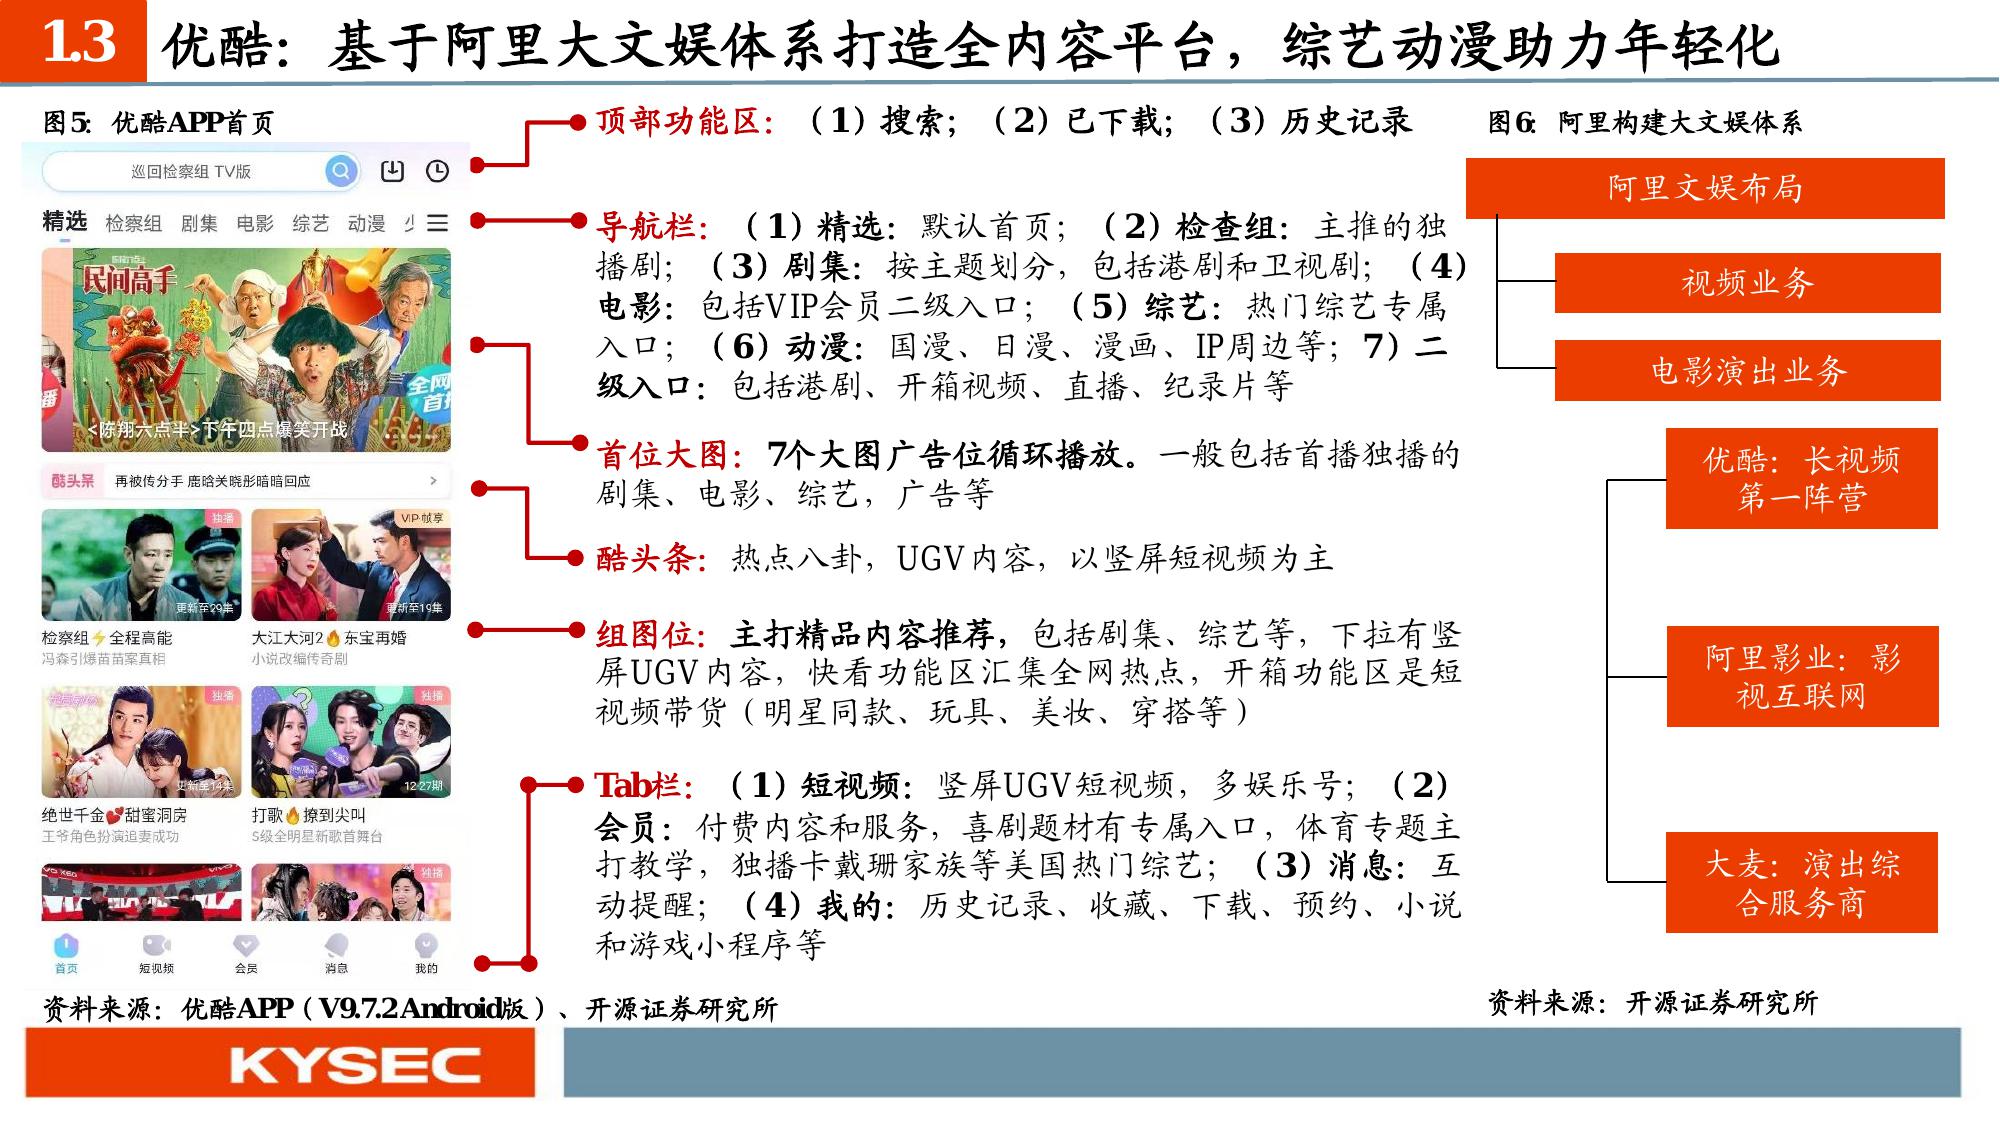 1.3
优酷：基于阿里大文娱体系打造全内容平台，综艺动漫助力年轻化
图5：优酷APP首页
巡回检察组 TV版
精选 检察组 剧集 电影 综艺 动漫
民间高手
全网
首播
<陈翔六点半>下午四点爆笑开战
酷头条 再被传分手 鹿晗关晓彤暗暗回应 >
独播
VIP·帧享
更新至29集
更新至19集
检察组⚡全程高能
冯森引爆苗苗案真相
大江大河2🔥东宝再婚
小说改编传奇剧
独播
独播
更新至14集
12-27期
绝世千金💕甜蜜洞房
王爷角色扮演追妻成功
打歌🔥撩到尖叫
S级全明星新歌首舞台
独播
首页 短视频 会员 消息 我的
资料来源：优酷APP（V9.7.2 Android版）、开源证券研究所
顶部功能区：（1）搜索；（2）已下载；（3）历史记录
导航栏：（1）精选：默认首页；（2）检查组：主推的独
播剧；（3）剧集：按主题划分，包括港剧和卫视剧；（4）
电影：包括VIP会员二级入口；（5）综艺：热门综艺专属
入口；（6）动漫：国漫、日漫、漫画、IP周边等；7）二
级入口：包括港剧、开箱视频、直播、纪录片等
首位大图：7个大图广告位循环播放。一般包括首播独播的
剧集、电影、综艺，广告等
酷头条：热点八卦，UGV内容，以竖屏短视频为主
组图位：主打精品内容推荐，包括剧集、综艺等，下拉有竖
屏UGV内容，快看功能区汇集全网热点，开箱功能区是短
视频带货（明星同款、玩具、美妆、穿搭等）
Tab栏：（1）短视频：竖屏UGV短视频，多娱乐号；（2）
会员：付费内容和服务，喜剧题材有专属入口，体育专题主
打教学，独播卡戴珊家族等美国热门综艺；（3）消息：互
动提醒；（4）我的：历史记录、收藏、下载、预约、小说
和游戏小程序等
图6：阿里构建大文娱体系
阿里文娱布局
视频业务
电影演出业务
优酷：长视频
第一阵营
阿里影业：影
视互联网
大麦：演出综
合服务商
资料来源：开源证券研究所
KYSEC